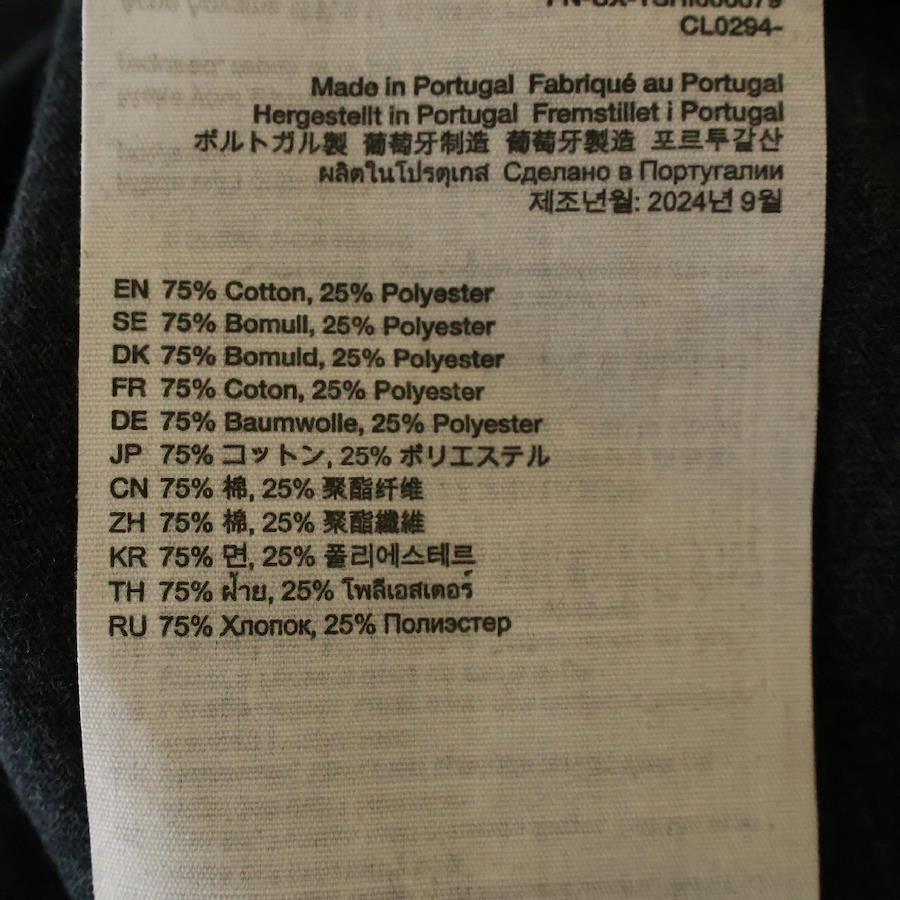 CL0294-
Made in Portugal Fabriqué au Portugal
Hergestellt in Portugal Fremstillet i Portugal
ポルトガル製 葡萄牙制造 葡萄牙製造 포르투갈산
ผลิตในโปรตุเกส Сделано в Португалии
제조년월: 2024년 9월
EN 75% Cotton, 25% Polyester
SE 75% Bomull, 25% Polyester
DK 75% Bomuld, 25% Polyester
FR 75% Coton, 25% Polyester
DE 75% Baumwolle, 25% Polyester
JP 75% コットン, 25% ポリエステル
CN 75% 棉, 25% 聚酯纤维
ZH 75% 棉, 25% 聚酯纖維
KR 75% 면, 25% 폴리에스테르
TH 75% ฝ้าย, 25% โพลีเอสเตอร์
RU 75% Хлопок, 25% Полиэстер